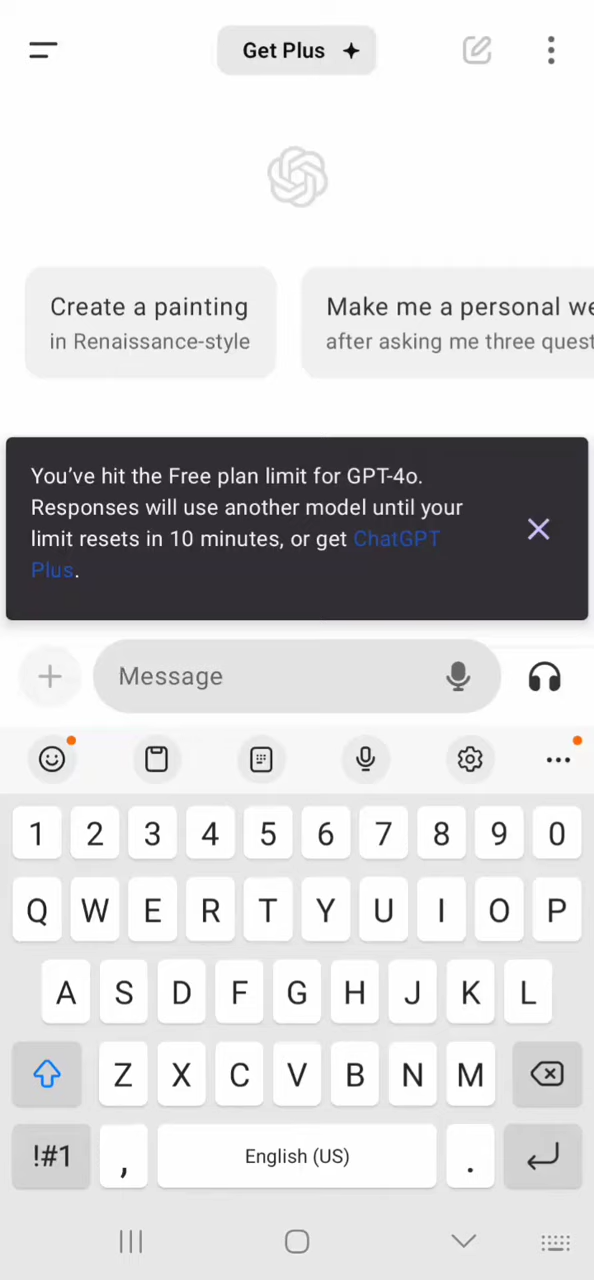 Get Plus
Create a painting
in Renaissance-style
Make me a personal we
after asking me three quest
You’ve hit the Free plan limit for GPT-4o.
Responses will use another model until your
limit resets in 10 minutes, or get ChatGPT
Plus.
Message
1 2 3 4 5 6 7 8 9 0
Q W E R T Y U I O P
A S D F G H J K L
Z X C V B N M
!#1 , English (US) .